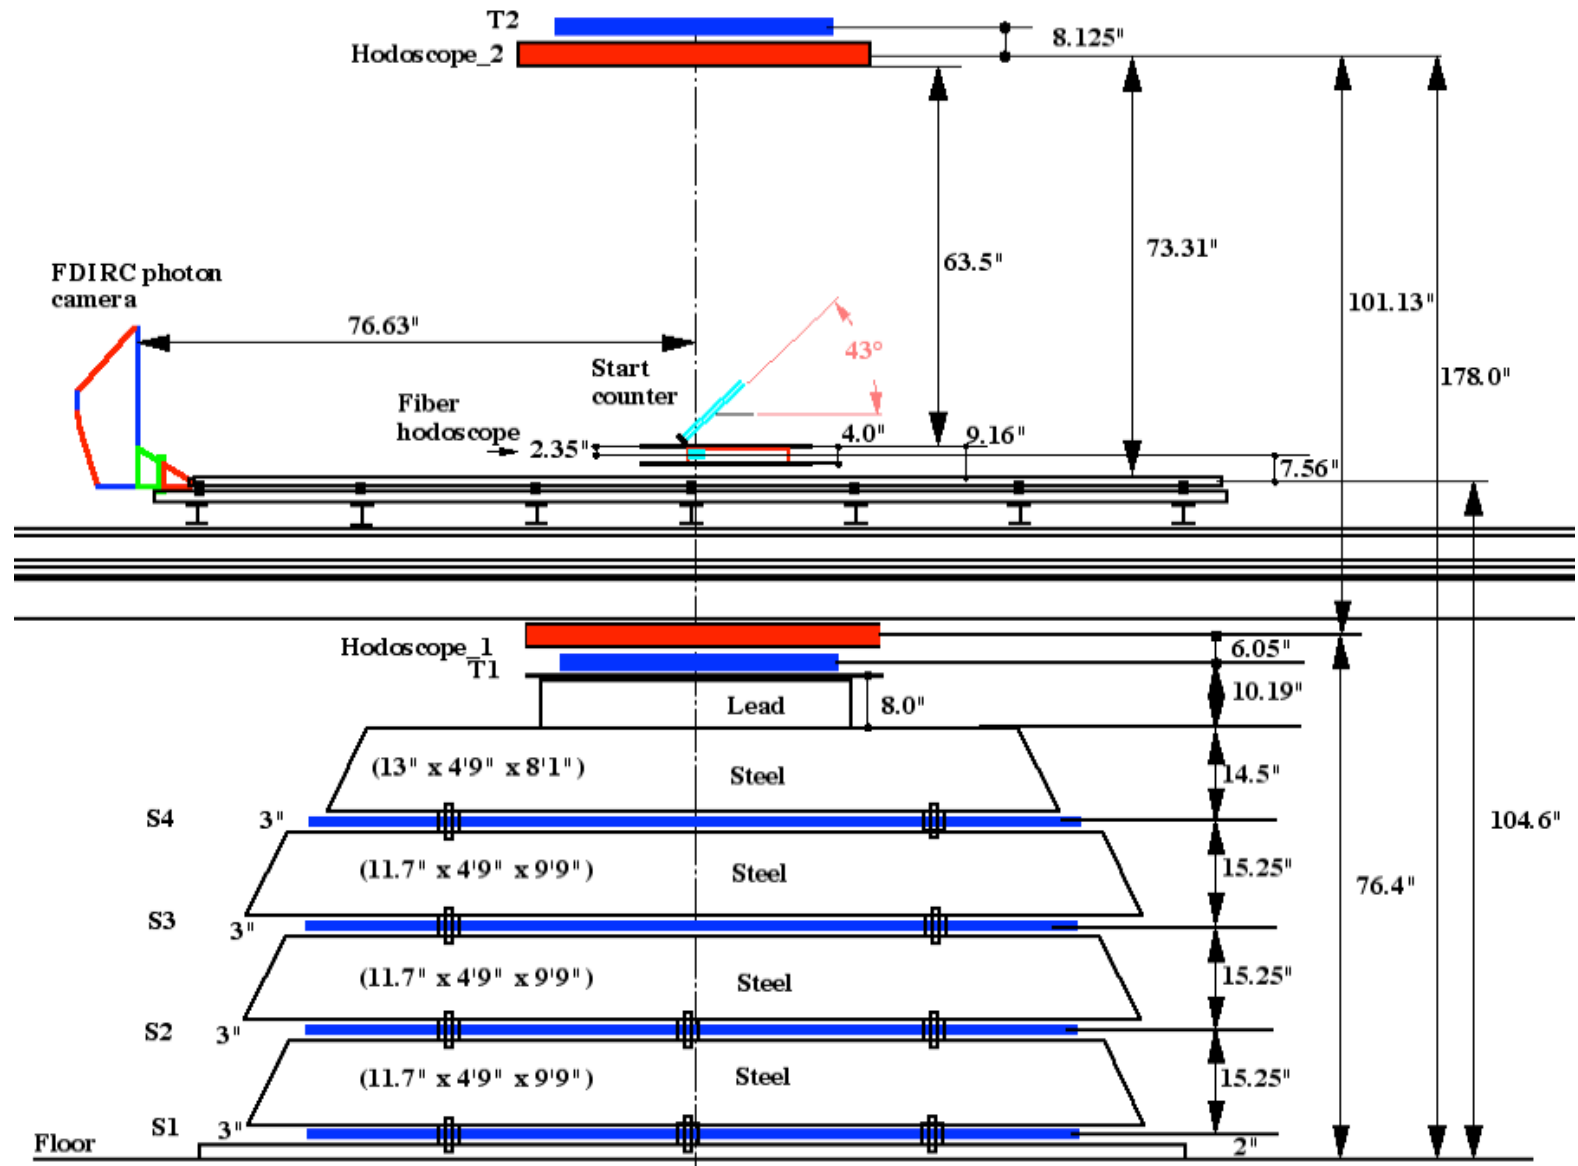 T2
8.125"
Hodoscope_2
63.5"
73.31"
FDIRC photon
camera
101.13"
76.63"
43°
Start
counter
178.0"
Fiber
hodoscope
2.35"
4.0"
9.16"
7.56"
Hodoscope_1
6.05"
T1
10.19"
Lead
8.0"
(13" x 4'9" x 8'1")
Steel
14.5"
S4
3"
104.6"
(11.7" x 4'9" x 9'9")
Steel
15.25"
76.4"
S3
3"
(11.7" x 4'9" x 9'9")
Steel
15.25"
S2
3"
(11.7" x 4'9" x 9'9")
Steel
15.25"
S1
3"
Floor
2"